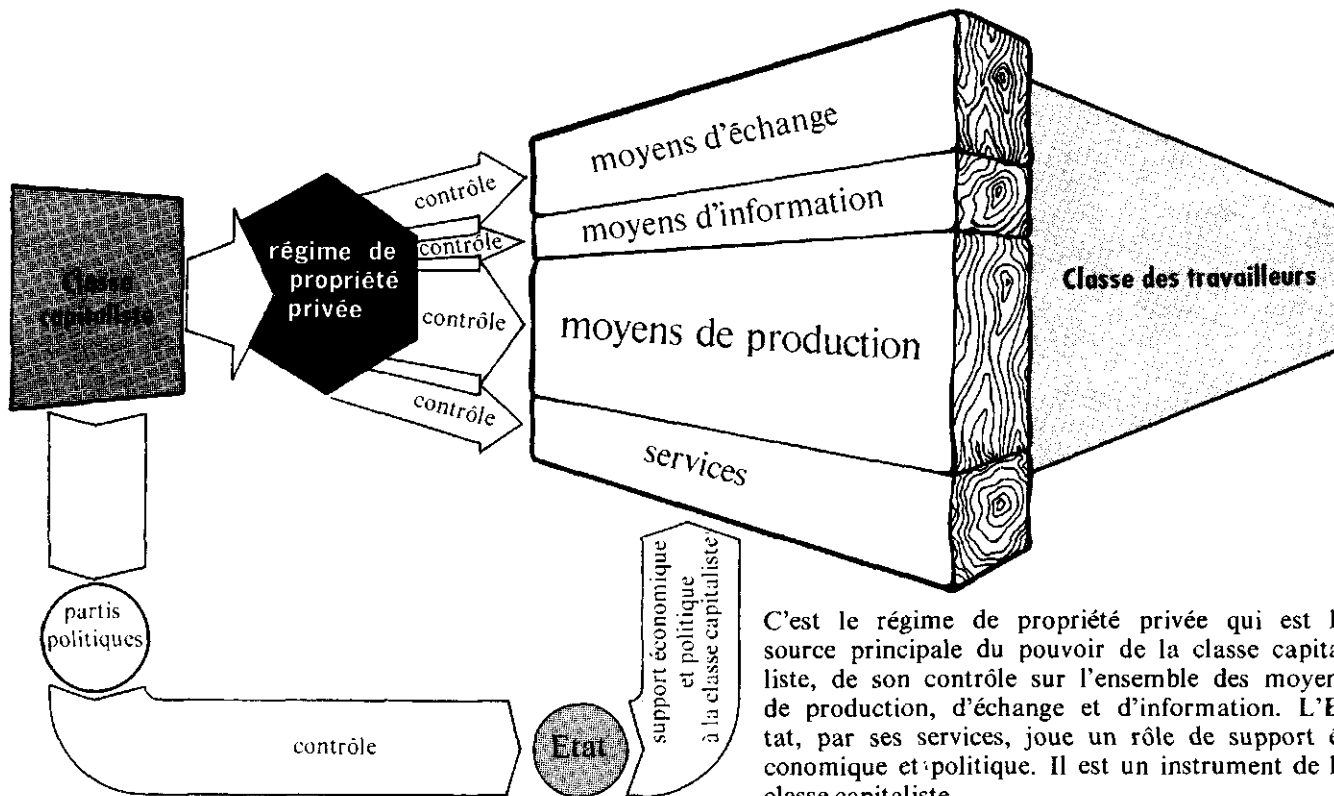 moyens d'échange
moyens d'information
moyens de production
services
contrôle
contrôle
contrôle
contrôle
régime de
propriété
privée
Classe
capitaliste
Classe des travailleurs
partis
politiques
contrôle
Etat
support économique
et politique
à la classe capitaliste
C'est le régime de propriété privée qui est
source principale du pouvoir de la classe capita-
liste, de son contrôle sur l'ensemble des moyen
de production, d'échange et d'information. L'E
tat, par ses services, joue un rôle de support é
conomique et politique. Il est un instrument de
classe capitaliste